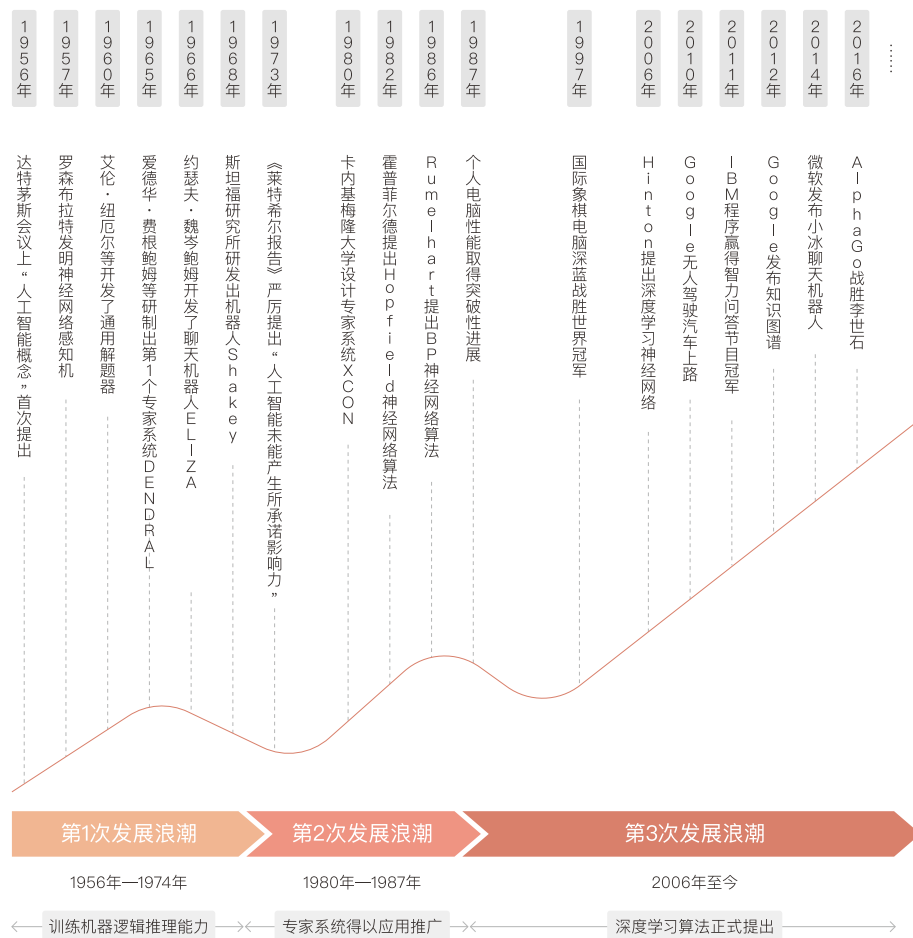 1956年
1957年
1960年
1965年
1966年
1968年
1973年
1980年
1982年
1986年
1987年
1997年
2006年
2010年
2011年
2012年
2014年
2016年
……
达特茅斯会议上“人工智能概念”首次提出
罗森布拉特发明神经网络感知机
艾伦·纽厄尔等开发了通用解题器
爱德华·费根鲍姆等研制出第1个专家系统DENDRAL
约瑟夫·魏岑鲍姆开发了聊天机器人ELIZA
斯坦福研究所研发出机器人Shakey
《莱特希尔报告》严厉提出“人工智能未能产生所承诺影响力”
卡内基梅隆大学设计专家系统XCON
霍普菲尔德提出Hopfield神经网络算法
Rumelhart提出BP神经网络算法
个人电脑性能取得突破性进展
国际象棋电脑深蓝战胜世界冠军
Hinton提出深度学习神经网络
Google无人驾驶汽车上路
IBM程序赢得智力问答节目冠军
Google发布知识图谱
微软发布小冰聊天机器人
AlphaGo战胜李世石
第1次发展浪潮
第2次发展浪潮
第3次发展浪潮
1956年—1974年
1980年—1987年
2006年至今
训练机器逻辑推理能力
专家系统得以应用推广
深度学习算法正式提出